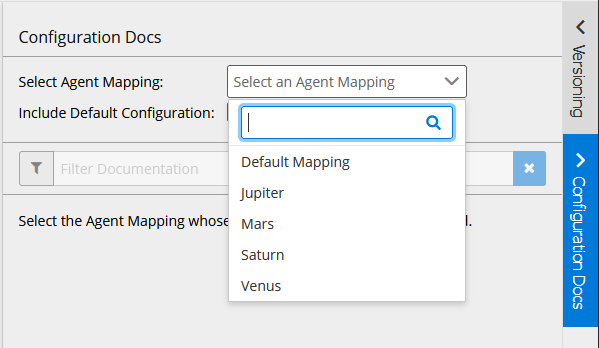 Configuration Docs
Select Agent Mapping:
Select an Agent Mapping
Include Default Configuration:
Default Mapping
Jupiter
Mars
Saturn
Venus
Filter Documentation
Select the Agent Mapping whose
Versioning
Configuration Docs